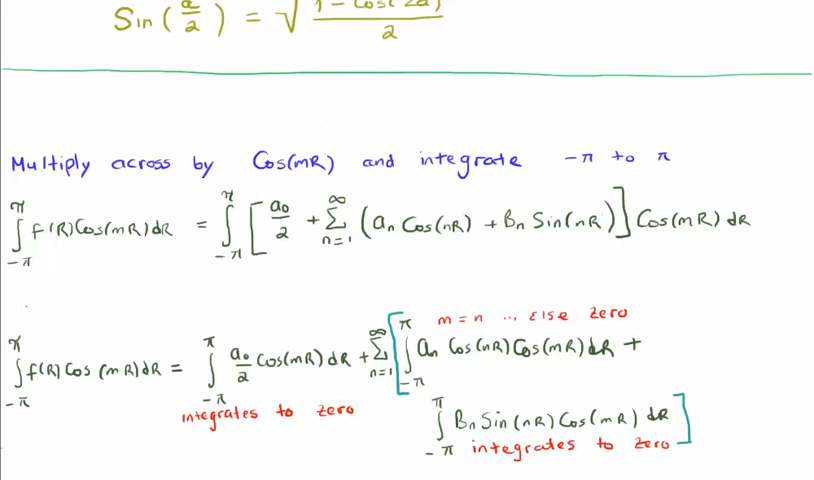 Sin(a/2) = √((1 - Cos(2a))/2)
Multiply across by Cos(mR) and integrate -π to π
∫_{-π}^{π} f(R)Cos(mR)dR = ∫_{-π}^{π} [a₀/2 + Σ_{n=1}^{∞} (aₙ Cos(nR) + Bₙ Sin(nR))] Cos(mR) dR
m = n ... else zero
∫_{-π}^{π} f(R) Cos(mR)dR = ∫_{-π}^{π} a₀/2 Cos(mR)dR + Σ_{n=1}^{∞} [∫_{-π}^{π} aₙ Cos(nR)Cos(mR)dR +
integrates to zero
∫_{-π}^{π} Bₙ Sin(nR)Cos(mR) dR]
integrates to zero